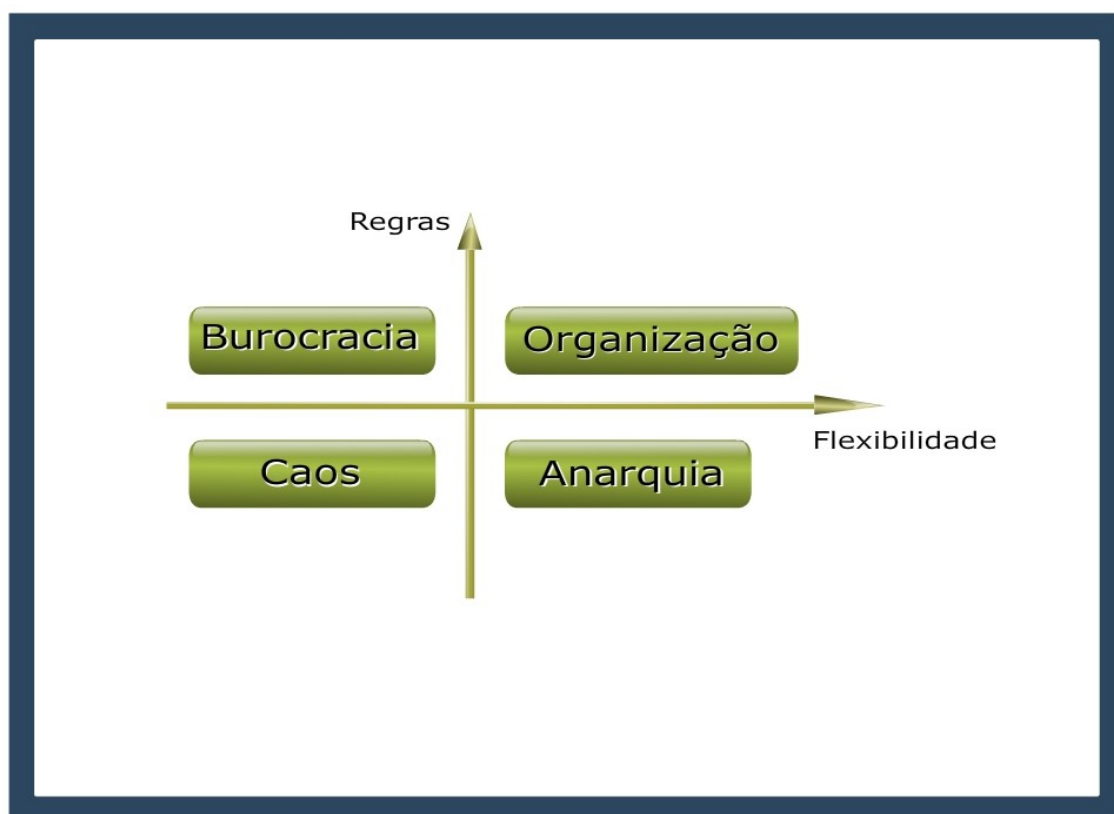 Regras
Burocracia
Organização
Flexibilidade
Caos
Anarquia